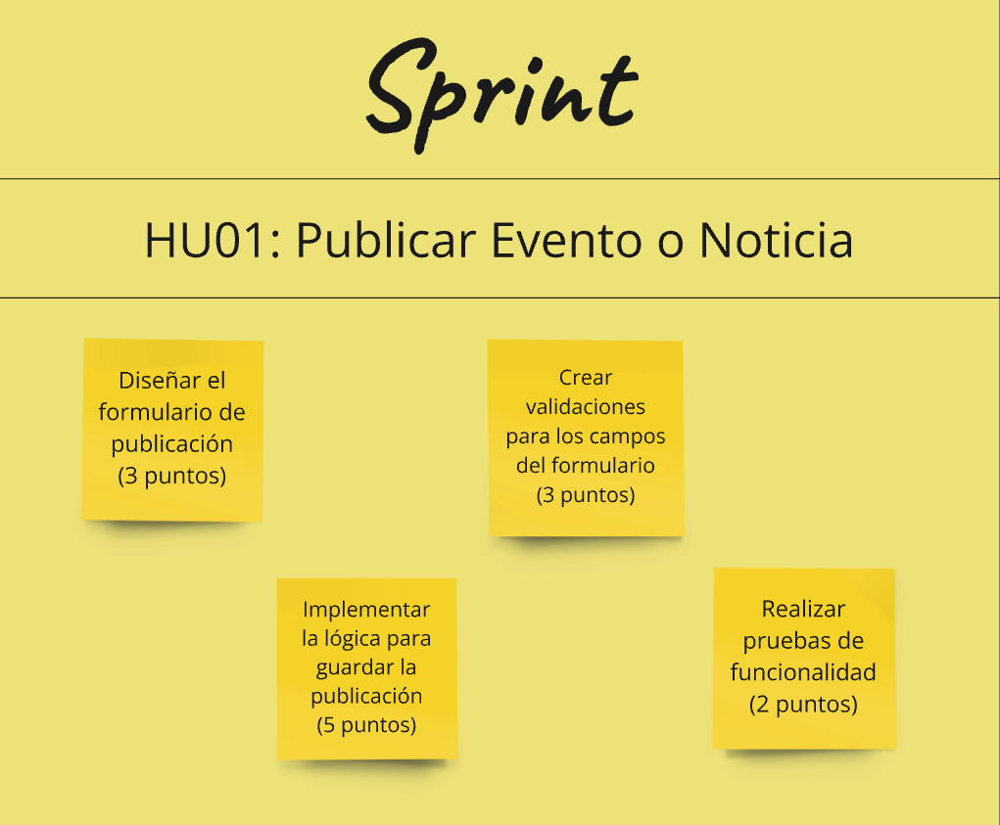 Sprint
HU01: Publicar Evento o Noticia
Diseñar el
formulario de
publicación
(3 puntos)
Crear
validaciones
para los campos
del formulario
(3 puntos)
Implementar
la lógica para
guardar la
publicación
(5 puntos)
Realizar
pruebas de
funcionalidad
(2 puntos)